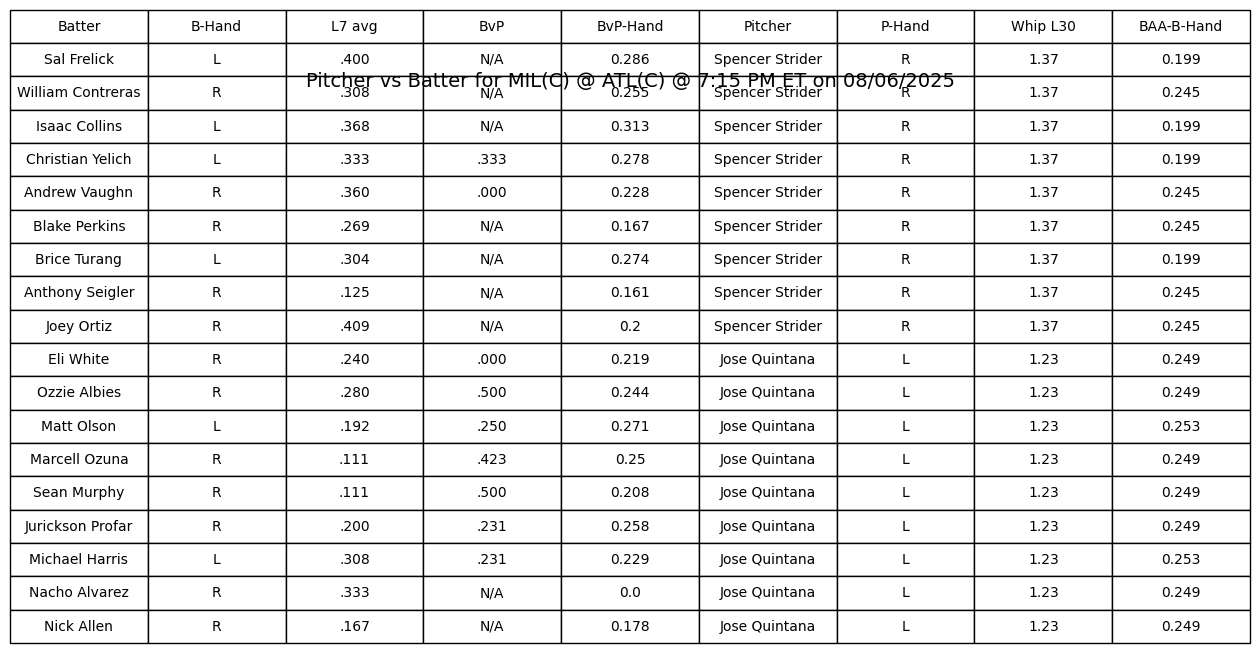 Batter B-Hand L7 avg BvP BvP-Hand Pitcher P-Hand Whip L30 BAA-B-Hand
Sal Frelick L .400 N/A 0.286 Spencer Strider R 1.37 0.199
Pitcher vs Batter for MIL(C) @ ATL(C) @ 7:15 PM ET on 08/06/2025
William Contreras R .308 N/A 0.255 Spencer Strider R 1.37 0.245
Isaac Collins L .368 N/A 0.313 Spencer Strider R 1.37 0.199
Christian Yelich L .333 .333 0.278 Spencer Strider R 1.37 0.199
Andrew Vaughn R .360 .000 0.228 Spencer Strider R 1.37 0.245
Blake Perkins R .269 N/A 0.167 Spencer Strider R 1.37 0.245
Brice Turang L .304 N/A 0.274 Spencer Strider R 1.37 0.199
Anthony Seigler R .125 N/A 0.161 Spencer Strider R 1.37 0.245
Joey Ortiz R .409 N/A 0.2 Spencer Strider R 1.37 0.245
Eli White R .240 .000 0.219 Jose Quintana L 1.23 0.249
Ozzie Albies R .280 .500 0.244 Jose Quintana L 1.23 0.249
Matt Olson L .192 .250 0.271 Jose Quintana L 1.23 0.253
Marcell Ozuna R .111 .423 0.25 Jose Quintana L 1.23 0.249
Sean Murphy R .111 .500 0.208 Jose Quintana L 1.23 0.249
Jurickson Profar R .200 .231 0.258 Jose Quintana L 1.23 0.249
Michael Harris L .308 .231 0.229 Jose Quintana L 1.23 0.253
Nacho Alvarez R .333 N/A 0.0 Jose Quintana L 1.23 0.249
Nick Allen R .167 N/A 0.178 Jose Quintana L 1.23 0.249